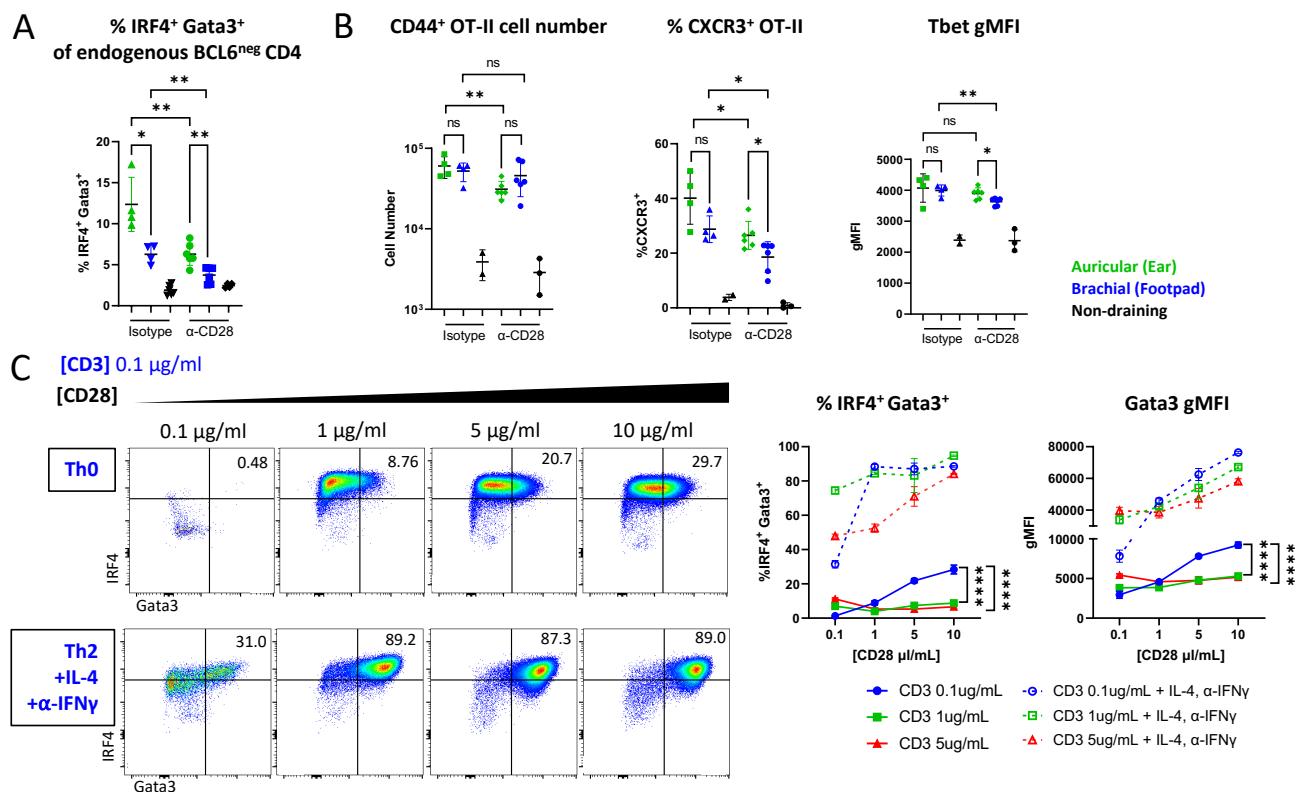 A
% IRF4⁺ Gata3⁺
of endogenous BCL6ⁿᵉᵍ CD4
**
**
*
**
% IRF4⁺ Gata3⁺
20
15
10
5
0
Isotype
α-CD28
B
CD44⁺ OT-II cell number
ns
**
ns
ns
Cell Number
10⁵
10⁴
10³
Isotype
α-CD28
% CXCR3⁺ OT-II
*
*
ns
*
%CXCR3⁺
60
40
20
0
Isotype
α-CD28
Tbet gMFI
**
ns
ns
*
gMFI
5000
4000
3000
2000
1000
0
Isotype
α-CD28
Auricular (Ear)
Brachial (Footpad)
Non-draining
C
[CD3] 0.1 µg/ml
[CD28]
0.1 µg/ml
1 µg/ml
5 µg/ml
10 µg/ml
Th0
0.48
8.76
20.7
29.7
IRF4
Gata3
Th2
+IL-4
+α-IFNγ
31.0
89.2
87.3
89.0
IRF4
Gata3
% IRF4⁺ Gata3⁺
%IRF4⁺ Gata3⁺
100
80
60
40
20
0
****
****
0.1
1
5
10
[CD28 µl/mL]
Gata3 gMFI
gMFI
80000
60000
40000
10000
5000
0
****
****
0.1
1
5
10
[CD28 µl/mL]
CD3 0.1ug/mL
CD3 1ug/mL
CD3 5ug/mL
CD3 0.1ug/mL + IL-4, α-IFNγ
CD3 1ug/mL + IL-4, α-IFNγ
CD3 5ug/mL + IL-4, α-IFNγ